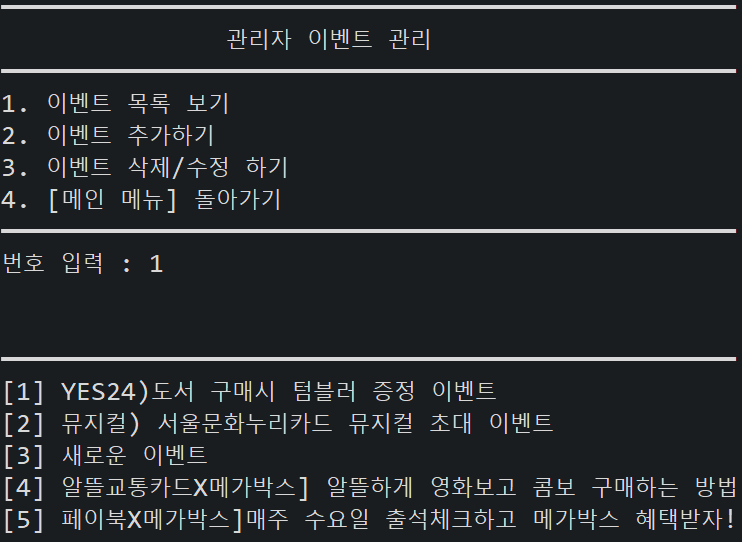 관리자 이벤트 관리
1. 이벤트 목록 보기
2. 이벤트 추가하기
3. 이벤트 삭제/수정 하기
4. [메인 메뉴] 돌아가기
번호 입력 : 1
[1] YES24)도서 구매시 텀블러 증정 이벤트
[2] 뮤지컬) 서울문화누리카드 뮤지컬 초대 이벤트
[3] 새로운 이벤트
[4] 알뜰교통카드X메가박스] 알뜰하게 영화보고 콤보 구매하는 방법
[5] 페이북X메가박스]매주 수요일 출석체크하고 메가박스 혜택받자!